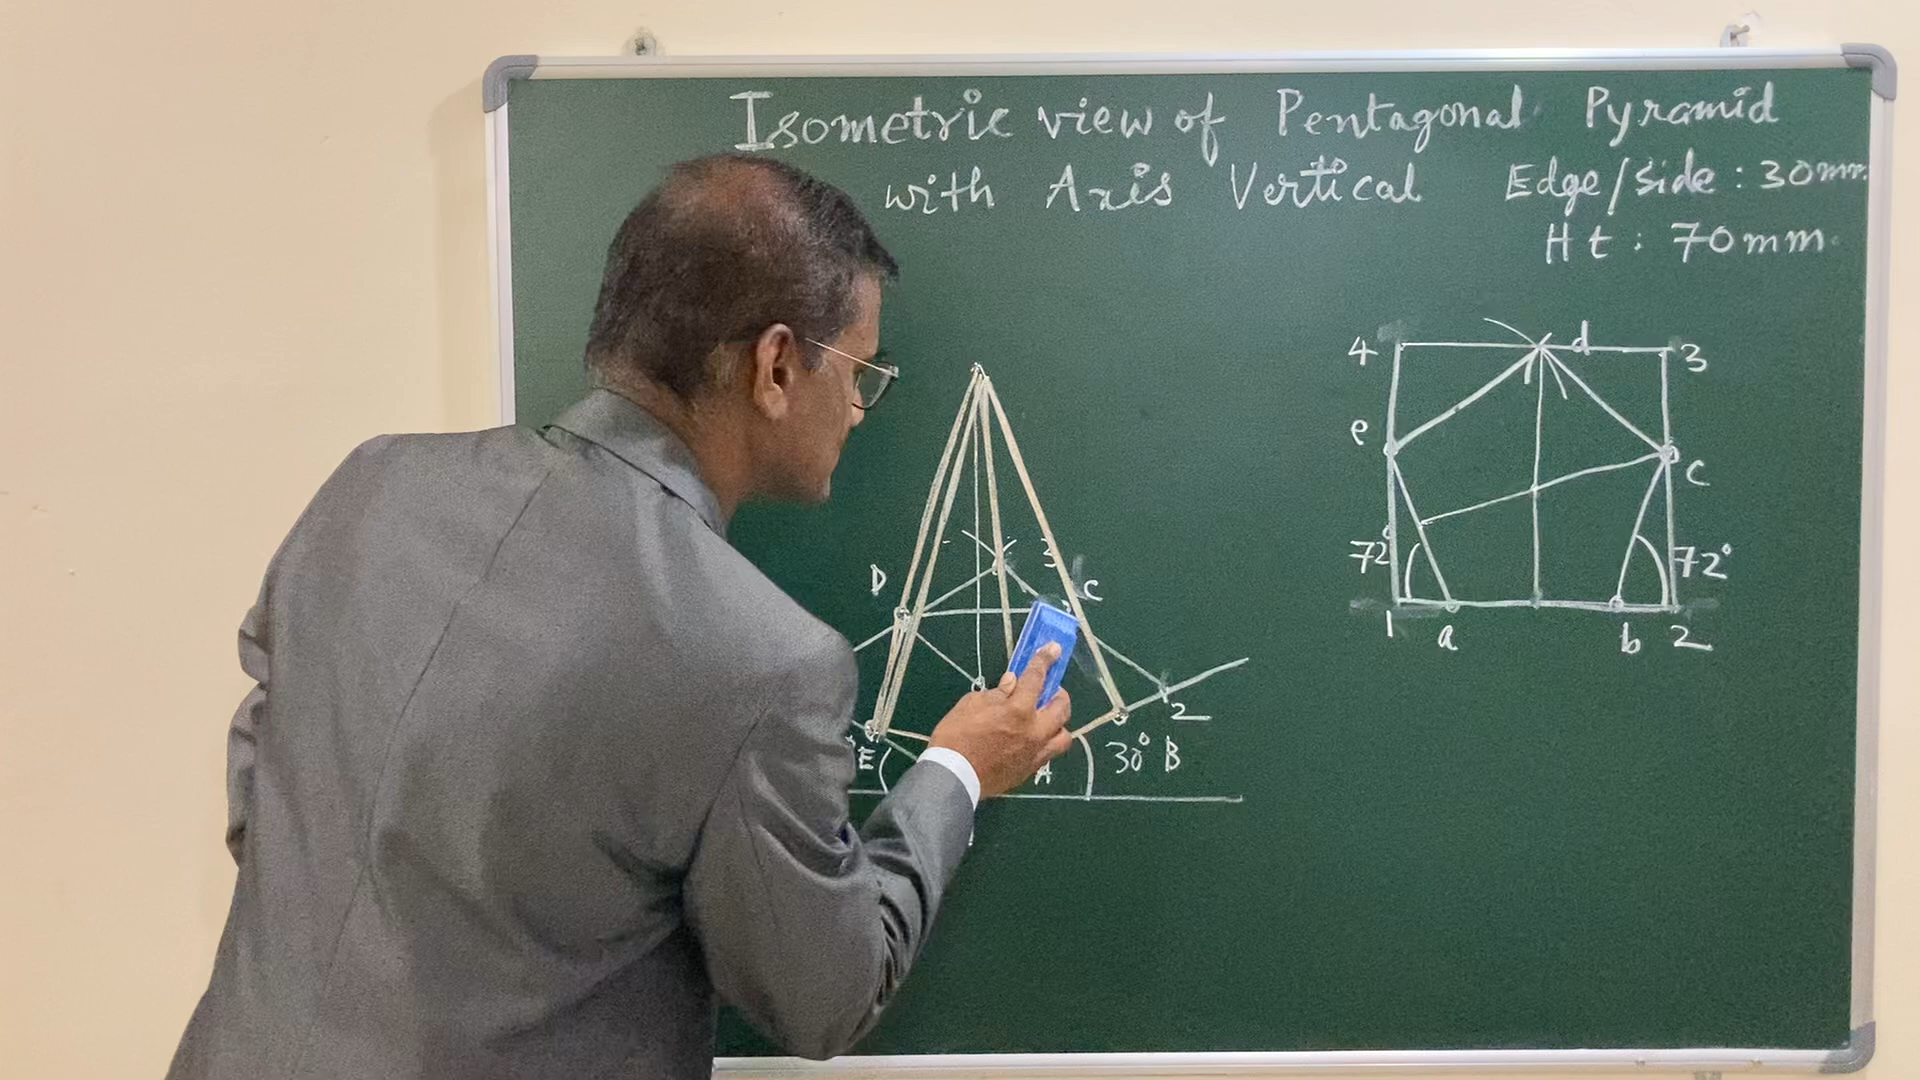 Isometric view of Pentagonal Pyramid
with Axis Vertical
Edge/side : 30mm.
Ht : 70mm.
4 d 3
e
c
72° 72°
1 a b 2
3
D C
2
E A 30° B